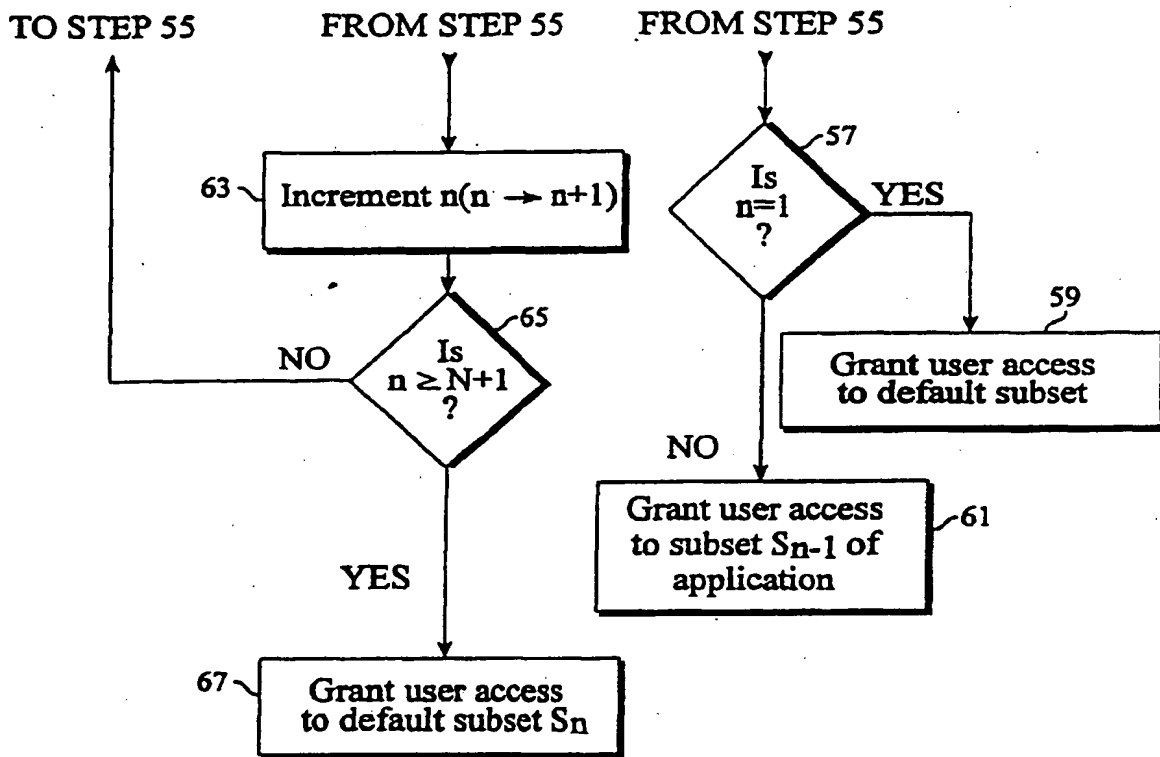 TO STEP 55
FROM STEP 55
FROM STEP 55
63
Increment n(n → n+1)
57
Is
n=1
?
YES
59
Grant user access
to default subset
65
Is
n ≥ N+1
?
NO
NO
61
Grant user access
to subset Sn-1 of
application
YES
67
Grant user access
to default subset Sn